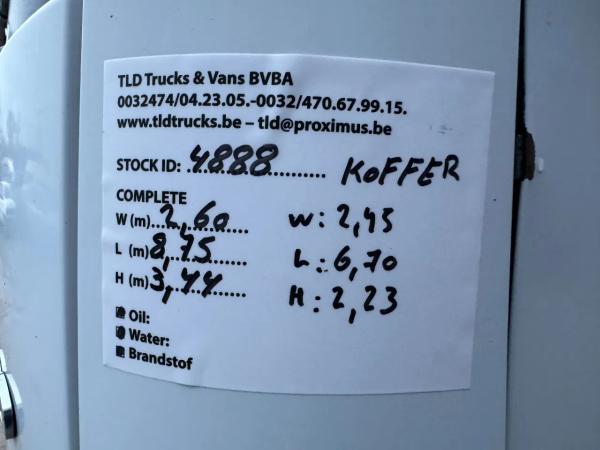 TLD Trucks & Vans BVBA
0032474/04.23.05.-0032/470.67.99.15.
www.tldtrucks.be – tld@proximus.be
STOCK ID: 4888 KOFFER
COMPLETE
W (m) 2,60 W: 2,45
L (m) 8,75 L: 6,70
H (m) 3,44 H: 2,23
Oil:
Water:
Brandstof